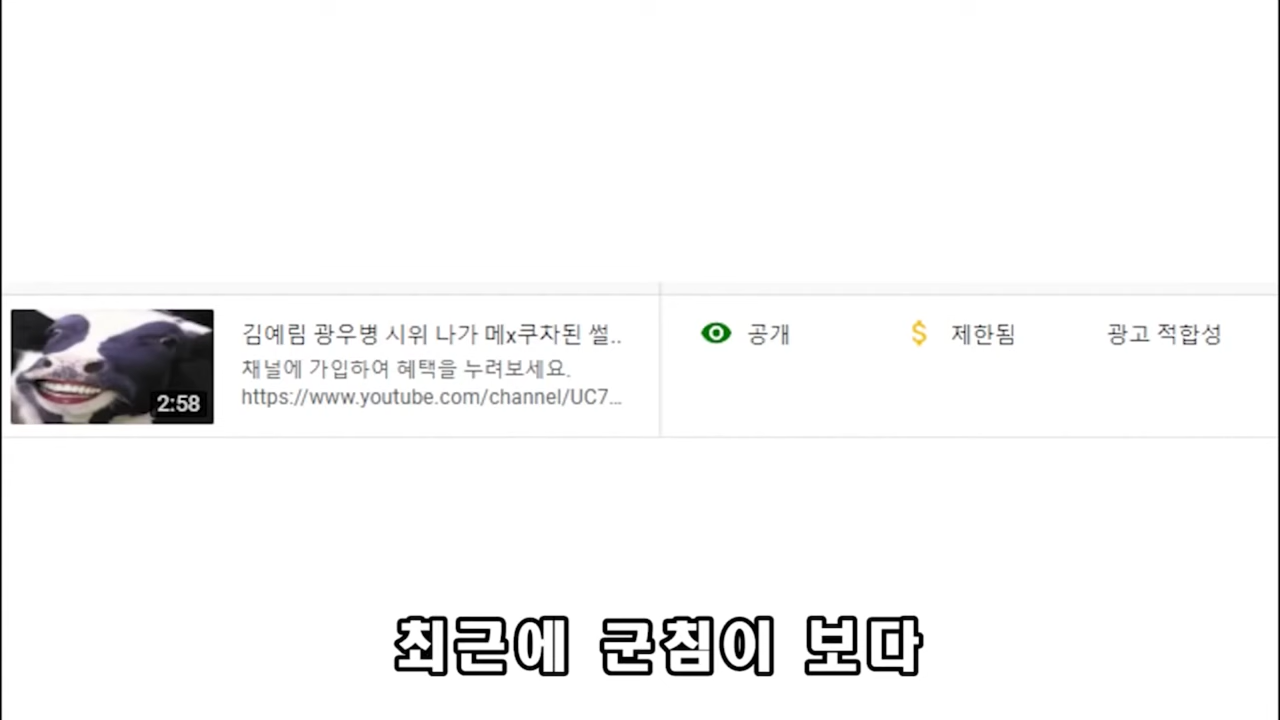 김예림 광우병 시위 나가 메x쿠차된 썰..
채널에 가입하여 혜택을 누려보세요.
https://www.youtube.com/channel/UC7...
2:58
공개
$ 제한됨
광고 적합성
최근에 군침이 보다